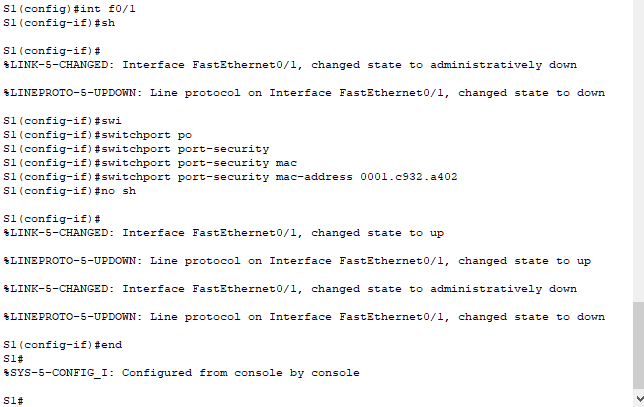 S1(config)#int f0/1
S1(config-if)#sh
S1(config-if)#
%LINK-5-CHANGED: Interface FastEthernet0/1, changed state to administratively down
%LINEPROTO-5-UPDOWN: Line protocol on Interface FastEthernet0/1, changed state to down
S1(config-if)#swi
S1(config-if)#switchport po
S1(config-if)#switchport port-security
S1(config-if)#switchport port-security mac
S1(config-if)#switchport port-security mac-address 0001.c932.a402
S1(config-if)#no sh
S1(config-if)#
%LINK-5-CHANGED: Interface FastEthernet0/1, changed state to up
%LINEPROTO-5-UPDOWN: Line protocol on Interface FastEthernet0/1, changed state to up
%LINK-5-CHANGED: Interface FastEthernet0/1, changed state to administratively down
%LINEPROTO-5-UPDOWN: Line protocol on Interface FastEthernet0/1, changed state to down
S1(config-if)#end
S1#
%SYS-5-CONFIG_I: Configured from console by console
S1#